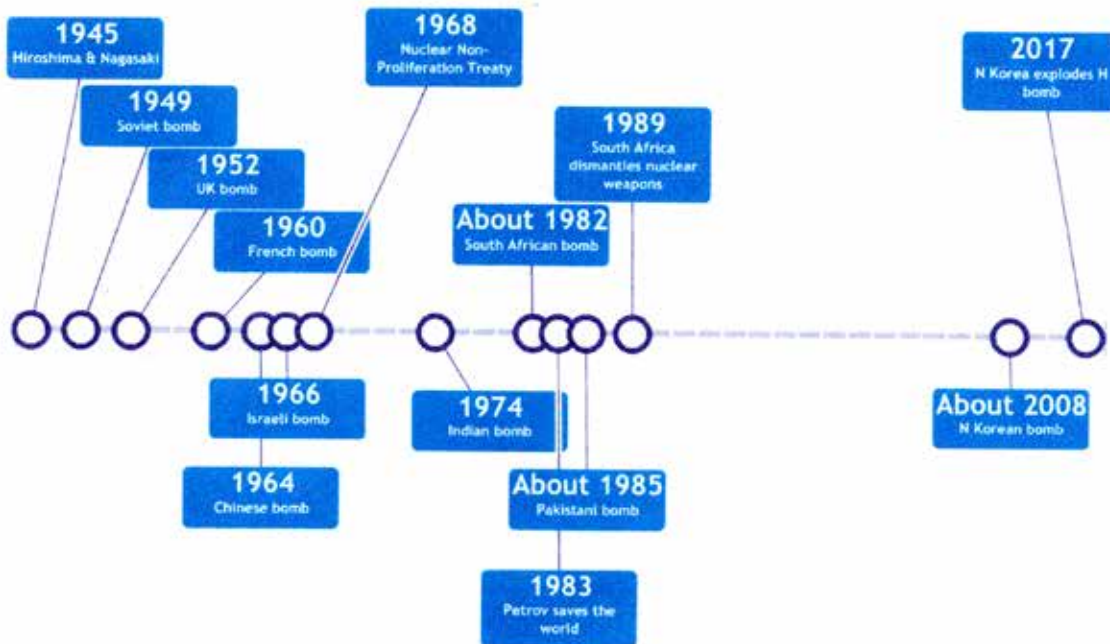 1945
Hiroshima & Nagasaki
1949
Soviet bomb
1952
UK bomb
1960
French bomb
1968
Nuclear Non-
Proliferation Treaty
About 1982
South African bomb
1989
South Africa
dismantles nuclear
weapons
2017
N Korea explodes H
bomb
1966
Israeli bomb
1964
Chinese bomb
1974
Indian bomb
About 1985
Pakistani bomb
1983
Petrov saves the
world
About 2008
N Korean bomb